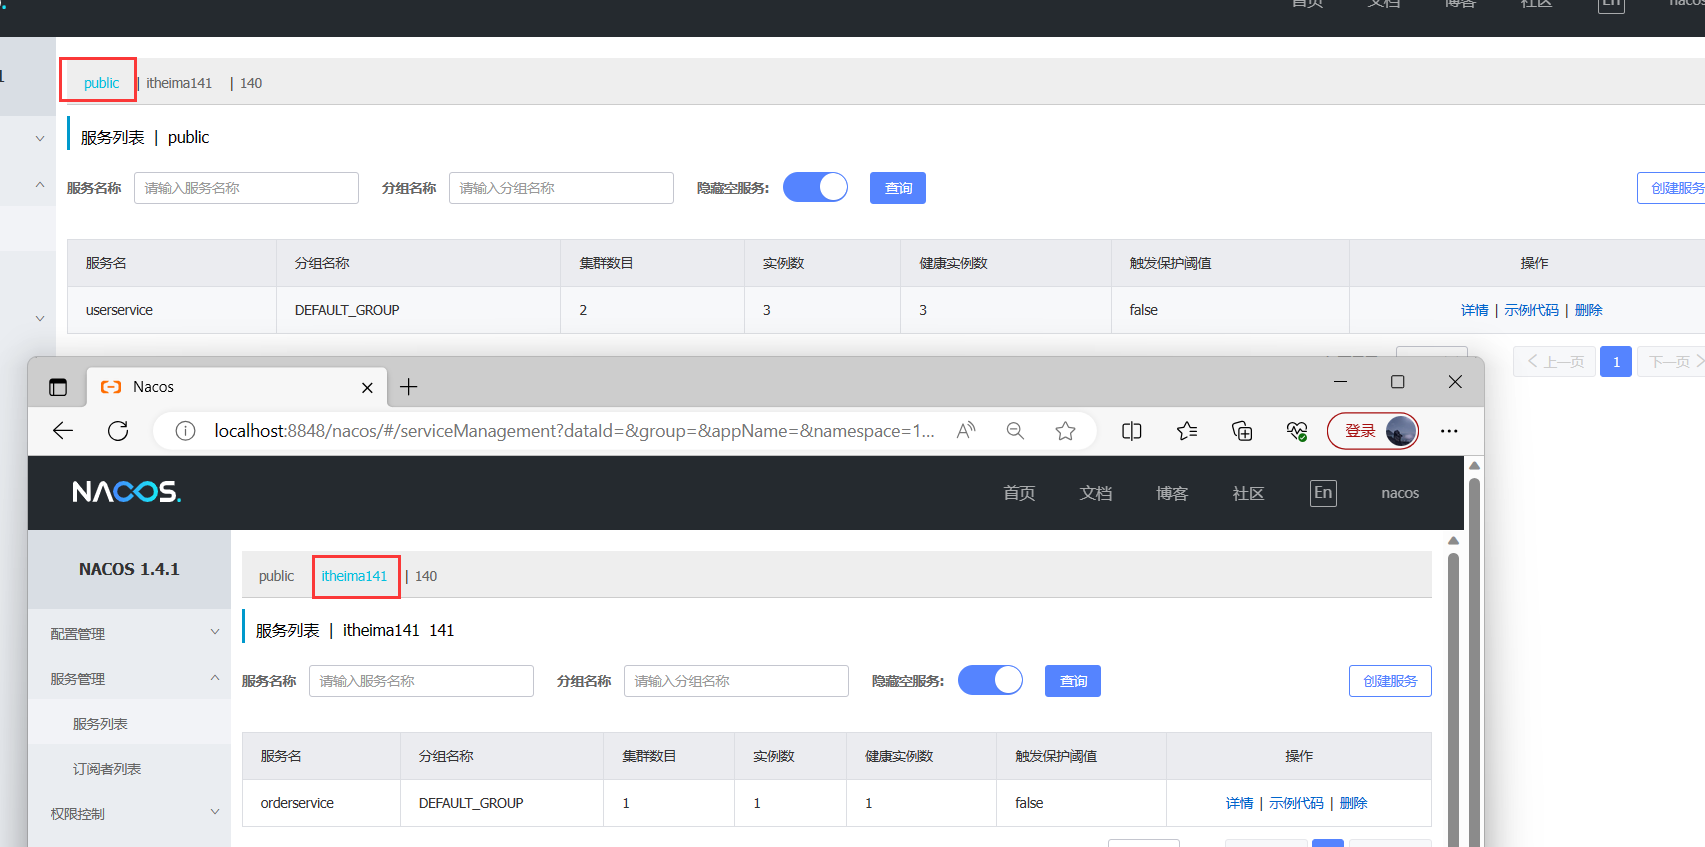 首页 文档 博客 社区 En nacos
public | itheima141 | 140
服务列表 | public
服务名称 请输入服务名称 分组名称 请输入分组名称 隐藏空服务: 查询 创建服务
服务名 分组名称 集群数目 实例数 健康实例数 触发保护阈值 操作
userservice DEFAULT_GROUP 2 3 3 false 详情 | 示例代码 | 删除
上一页 1 下一页
Nacos
localhost:8848/nacos/#/serviceManagement?dataId=&group=&appName=&namespace=1... 登录
NACOS. 首页 文档 博客 社区 En nacos
NACOS 1.4.1
public itheima141 | 140
服务列表 | itheima141 141
配置管理
服务管理
服务列表
订阅者列表
权限控制
服务名称 请输入服务名称 分组名称 请输入分组名称 隐藏空服务: 查询 创建服务
服务名 分组名称 集群数目 实例数 健康实例数 触发保护阈值 操作
orderservice DEFAULT_GROUP 1 1 1 false 详情 | 示例代码 | 删除